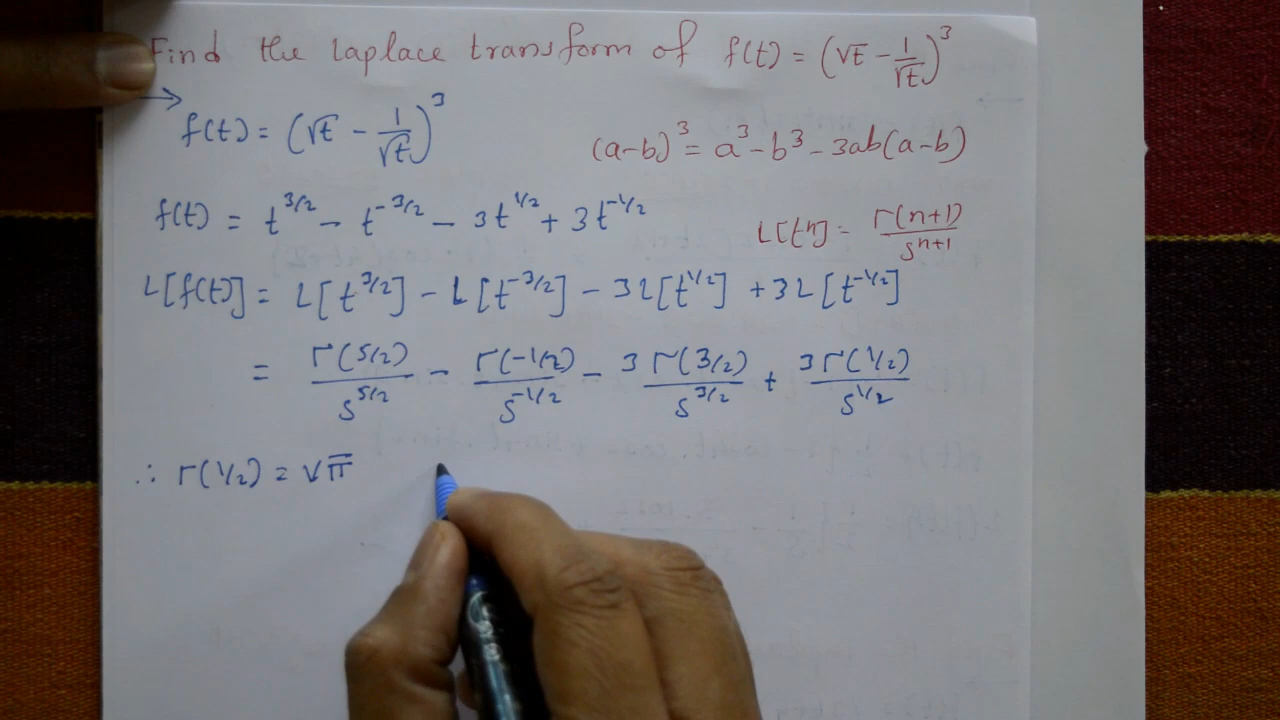 Find the laplace transform of f(t) = (√t - 1/√t)^3
→ f(t) = (√t - 1/√t)^3
(a-b)^3 = a^3 - b^3 - 3ab(a-b)
f(t) = t^{3/2} - t^{-3/2} - 3t^{1/2} + 3t^{-1/2}
L[t^n] = Γ(n+1)/s^{n+1}
L[f(t)] = L[t^{3/2}] - L[t^{-3/2}] - 3L[t^{1/2}] + 3L[t^{-1/2}]
= Γ(5/2)/s^{5/2} - Γ(-1/2)/s^{-1/2} - 3Γ(3/2)/s^{3/2} + 3Γ(1/2)/s^{1/2}
∴ Γ(1/2) = √π